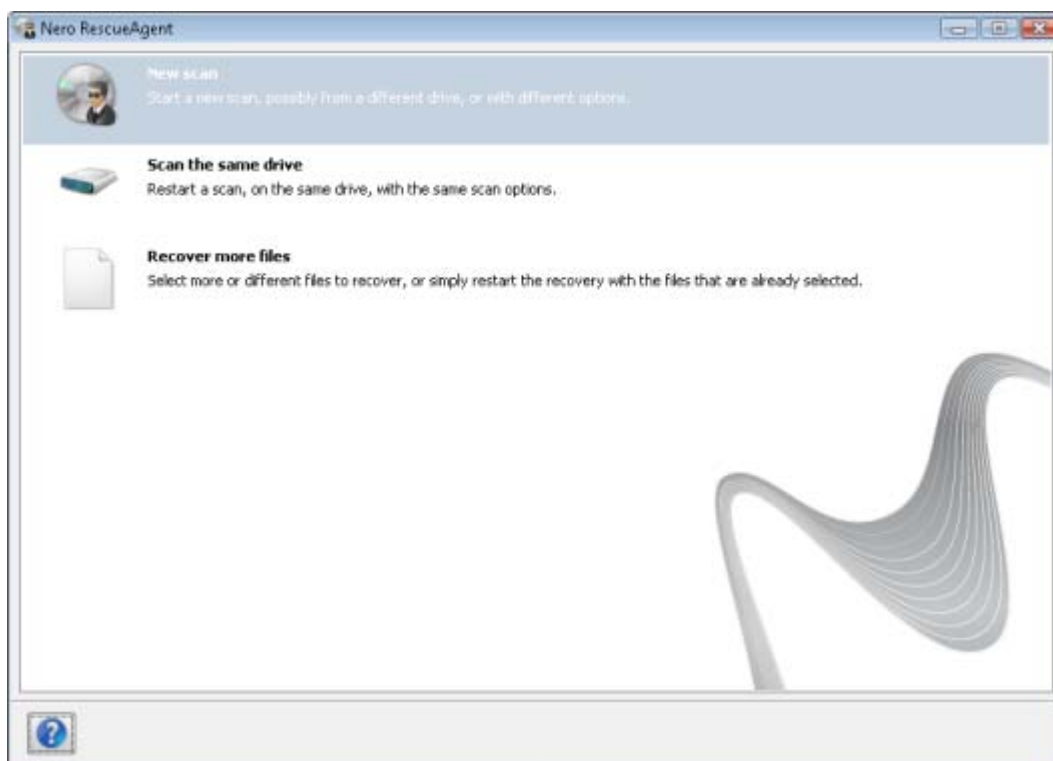 Nero RescueAgent
New scan
Start a new scan, possibly from a different drive, or with different options.
Scan the same drive
Restart a scan, on the same drive, with the same scan options.
Recover more files
Select more or different files to recover, or simply restart the recovery with the files that are already selected.
?